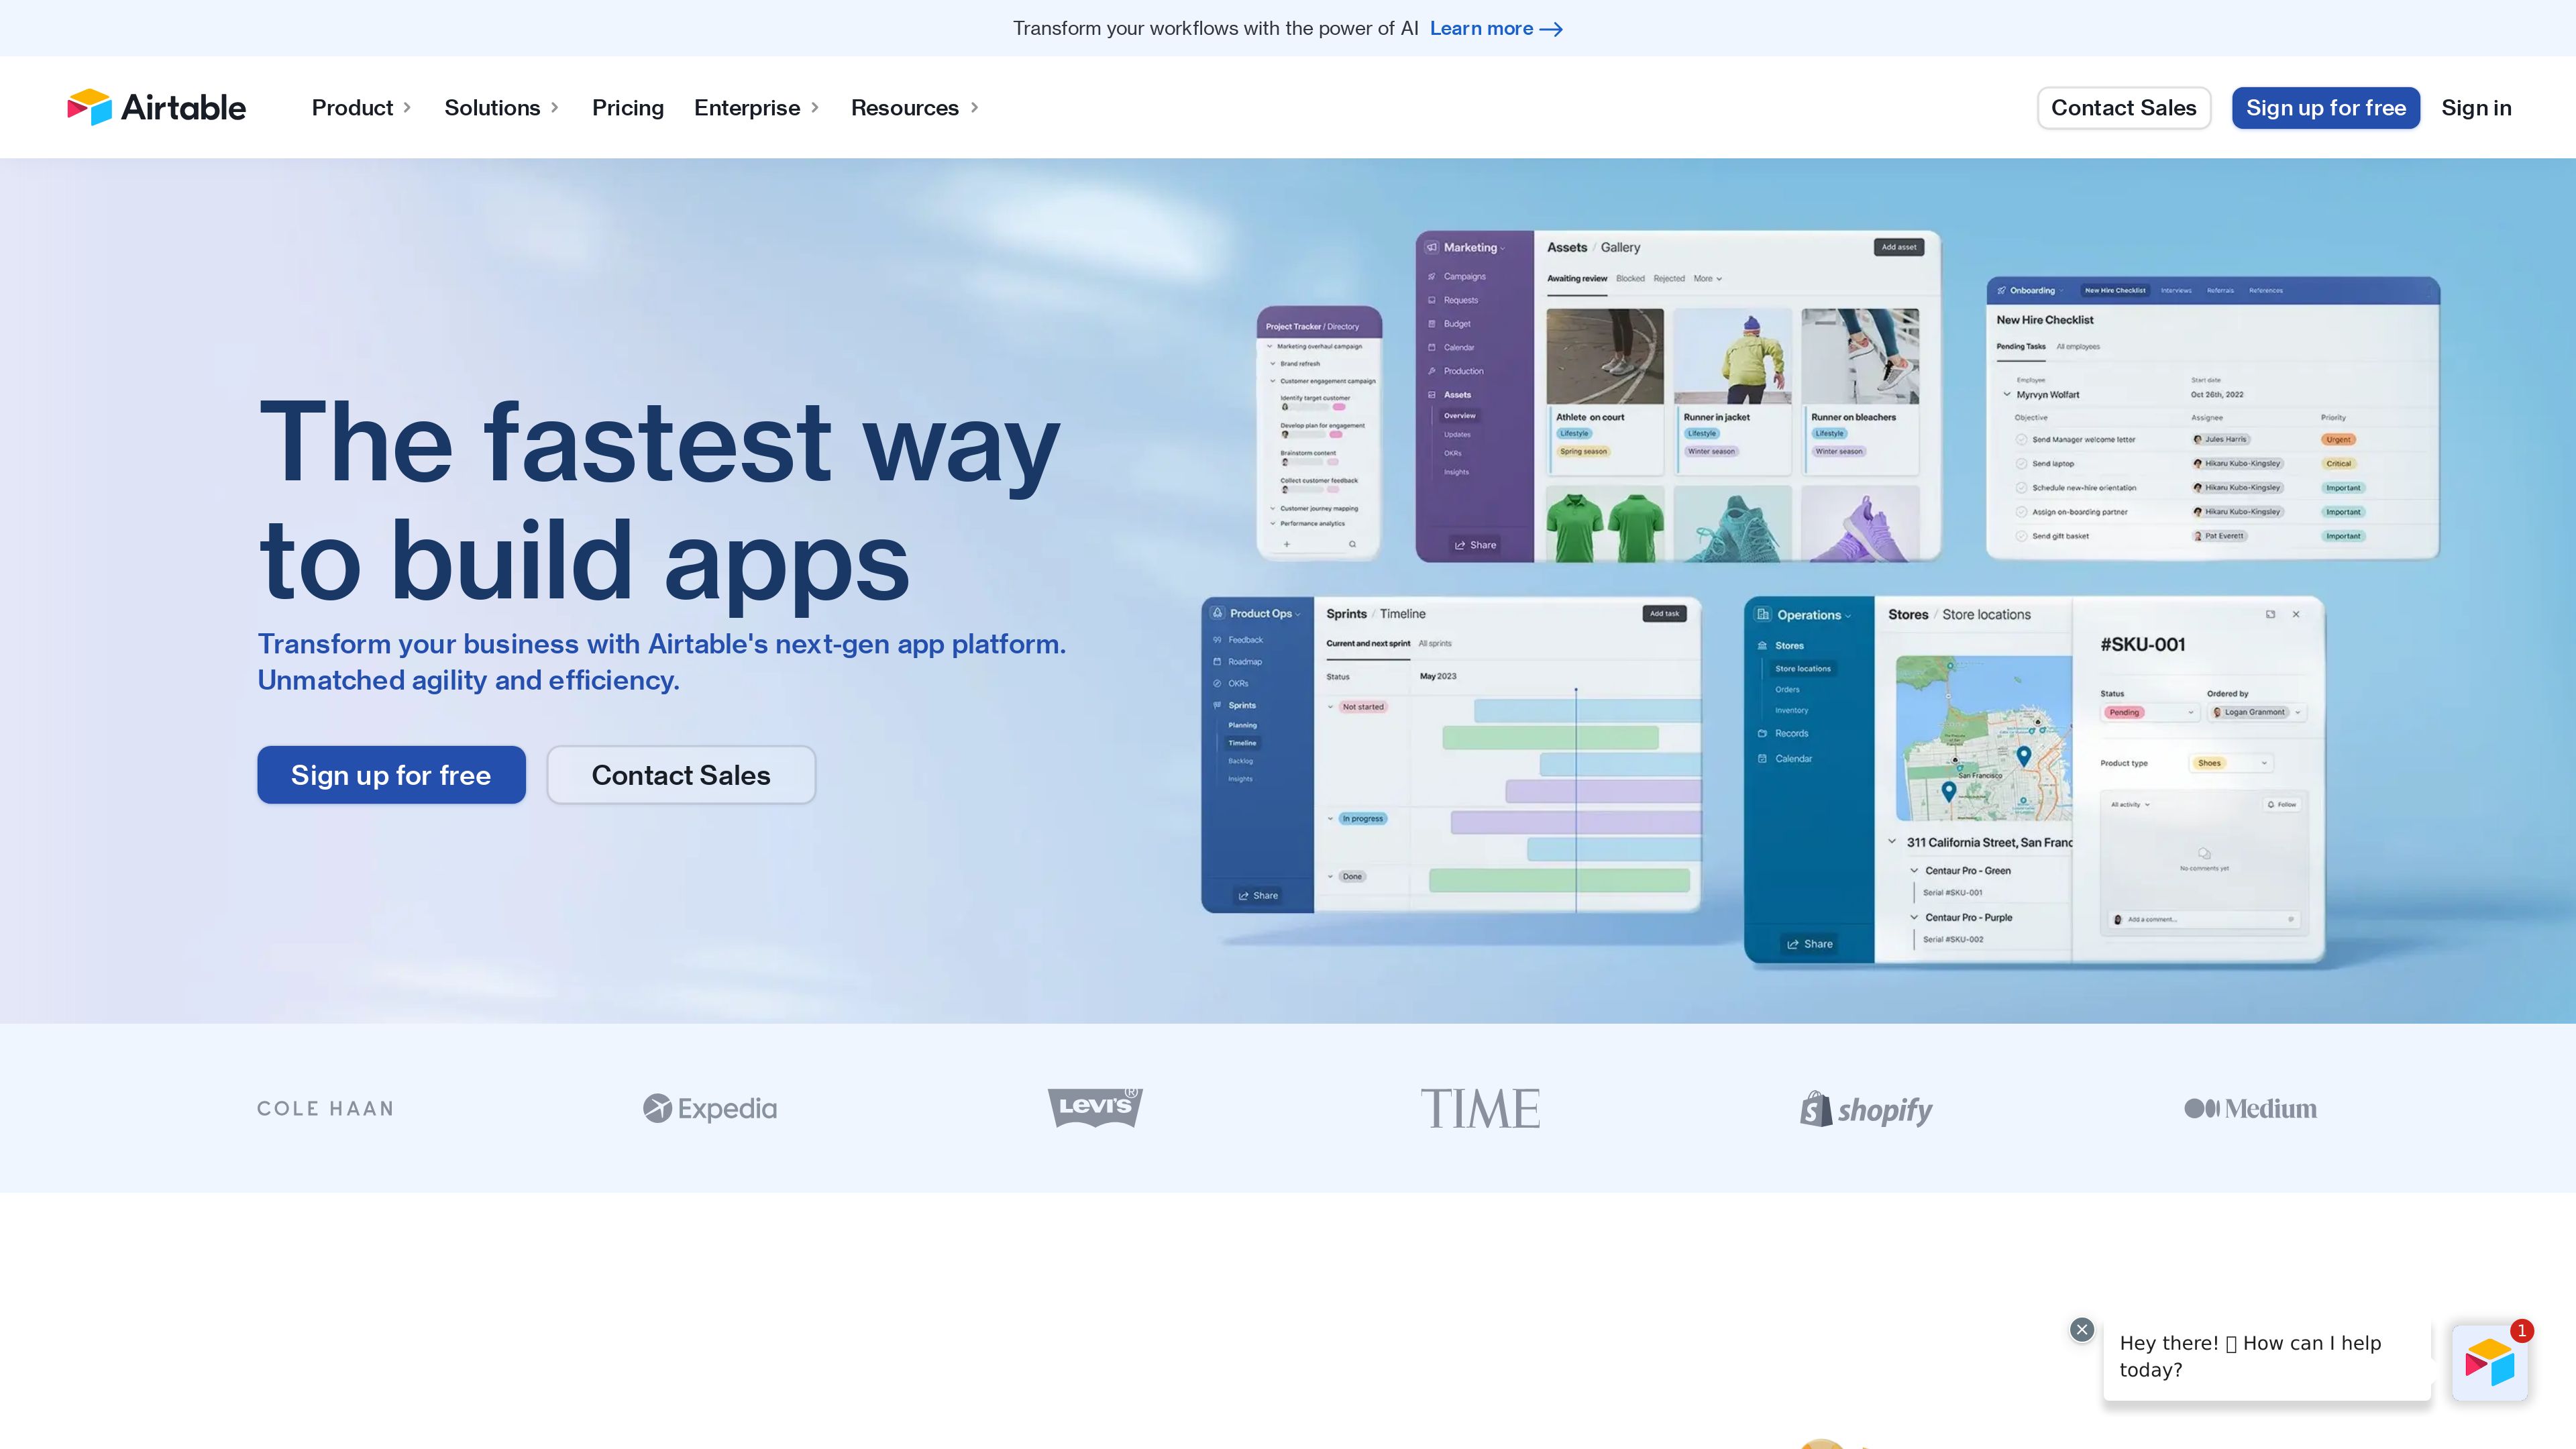 Transform your workflows with the power of AI Learn more
Airtable
Product
Solutions
Pricing
Enterprise
Resources
Contact Sales
Sign up for free
Sign in
The fastest way
to build apps
Transform your business with Airtable's next-gen app platform.
Unmatched agility and efficiency.
Sign up for free
Contact Sales
Project Tracker / Directory
Marketing overhaul campaign
Brand refresh
Customer engagement campaign
Identify target customer
Develop plan for engagement
Brainstorm content
Collect customer feedback
Customer journey mapping
Performance analytics
Marketing
Campaigns
Requests
Budget
Calendar
Production
Assets
Overview
Updates
OKRs
Insights
Share
Assets / Gallery
Add asset
Awaiting review Blocked Rejected More
Athlete on court
Lifestyle
Spring season
Runner in jacket
Lifestyle
Winter season
Runner on bleachers
Lifestyle
Winter season
Onboarding
New Hire Checklist Interviews Referrals References
New Hire Checklist
Pending Tasks All employees
Employee Start date
Myrvyn Wolfart Oct 26th, 2022
Objective Assignee Priority
Send Manager welcome letter Jules Harris Urgent
Send laptop Hikaru Kubo-Kingsley Critical
Schedule new-hire orientation Hikaru Kubo-Kingsley Important
Assign on-boarding partner Hikaru Kubo-Kingsley Important
Send gift basket Pat Everett Important
Product Ops
Feedback
Roadmap
OKRs
Sprints
Planning
Timeline
Backlog
Insights
Share
Sprints / Timeline
Add task
Current and next sprint All sprints
Status May 2023
Not started
In progress
Done
Operations
Stores
Store locations
Orders
Inventory
Records
Calendar
Share
Stores / Store locations
San Francisco
311 California Street, San Franc
Centaur Pro - Green
Serial #SKU-001
Centaur Pro - Purple
Serial #SKU-002
#SKU-001
Status Ordered by
Pending Logan Granmont
Product type Shoes
All activity Follow
No comments yet
Add a comment...
COLE HAAN
Expedia
LEVI'S ®
TIME
shopify
Medium
Hey there! How can I help
today?
1